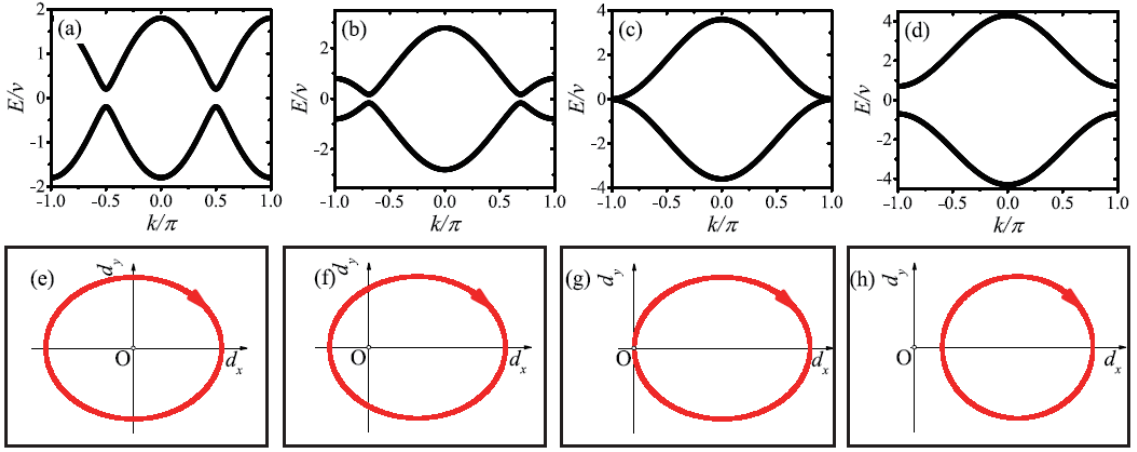 (a) (b) (c) (d)
E/v E/v E/v E/v
2 1 0 -1 -2
2 0 -2
4 2 0 -2 -4
4 2 0 -2 -4
-1.0 -0.5 0.0 0.5 1.0
-1.0 -0.5 0.0 0.5 1.0
-1.0 -0.5 0.0 0.5 1.0
-1.0 -0.5 0.0 0.5 1.0
k/π k/π k/π k/π
(e) (f) (g) (h)
d_y d_y d_y d_y
O O O O
d_x d_x d_x d_x